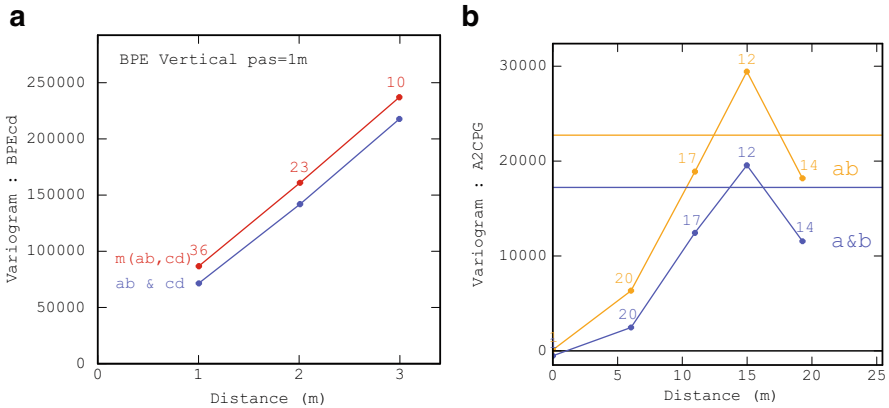 a
BPE Vertical pas=1m
Variogram : BPEcd
250000
200000
150000
100000
50000
0
10
23
36
m(ab,cd)
ab & cd
0 1 2 3
Distance (m)
b
Variogram : A2CPG
30000
20000
10000
0
12
12
17
14
ab
17
14
a&b
20
20
0 5 10 15 20 25
Distance (m)